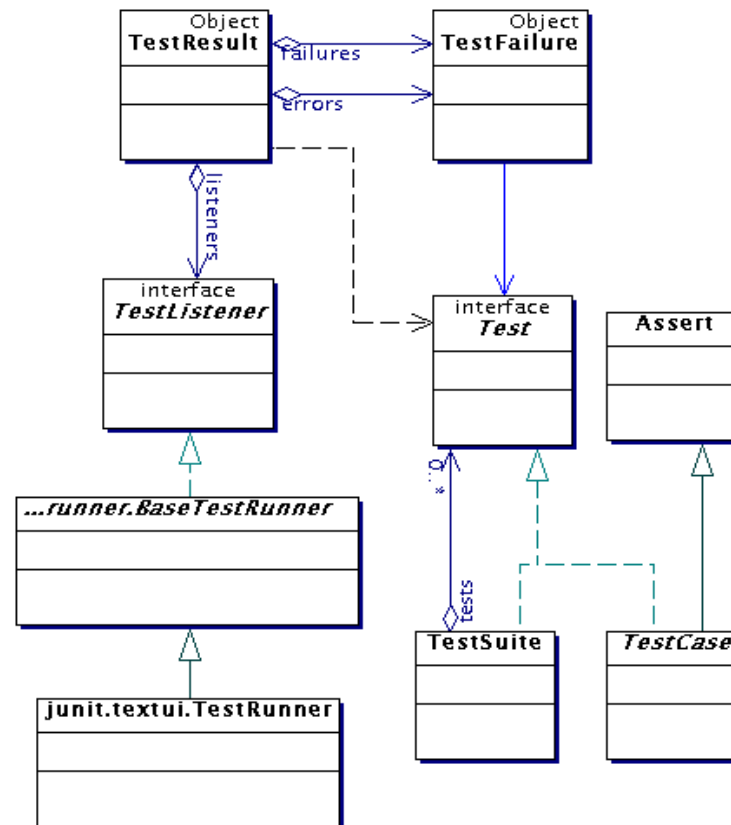 Object
TestResult
Object
TestFailure
failures
errors
listeners
interface
TestListener
interface
Test
Assert
...runner.BaseTestRunner
0..*
tests
TestSuite
TestCase
junit.textui.TestRunner